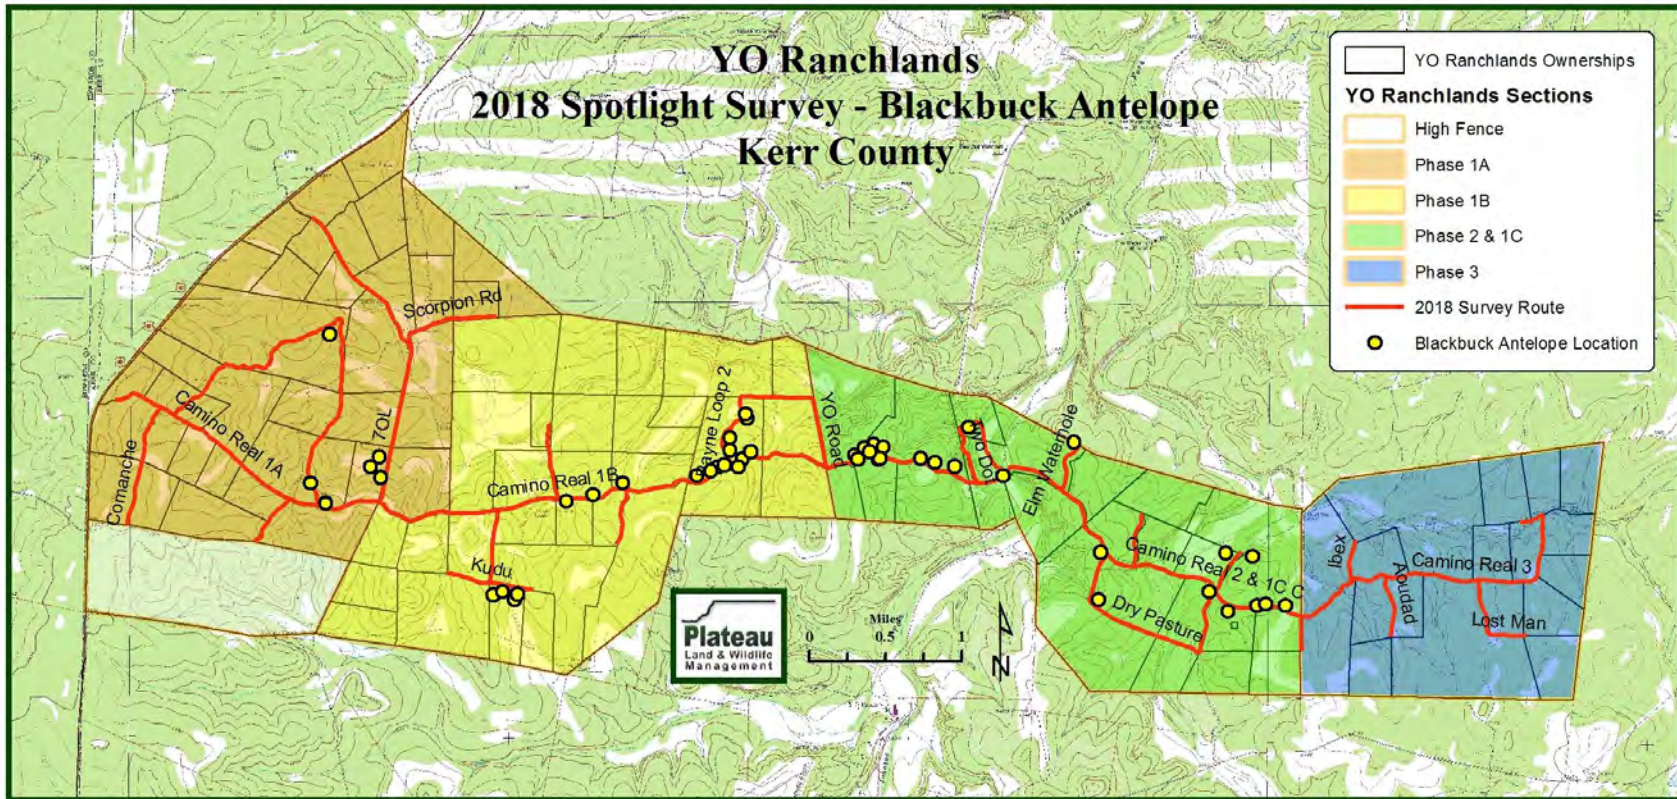 YO Ranchlands
2018 Spotlight Survey - Blackbuck Antelope
Kerr County
YO Ranchlands Ownerships
YO Ranchlands Sections
High Fence
Phase 1A
Phase 1B
Phase 2 & 1C
Phase 3
2018 Survey Route
Blackbuck Antelope Location
Scorpion Rd
Camino Real 1A
7OL
Comanche
Camino Real 1B
Kudu
Loop 2
YO Road
Two Dot
Elm Waterhole
Camino Real 2 & 1C C
Dry Pasture
Ibex
Aoudad
Camino Real 3
Lost Man
Plateau
Land & Wildlife
Management
Miles
0 0.5 1
N